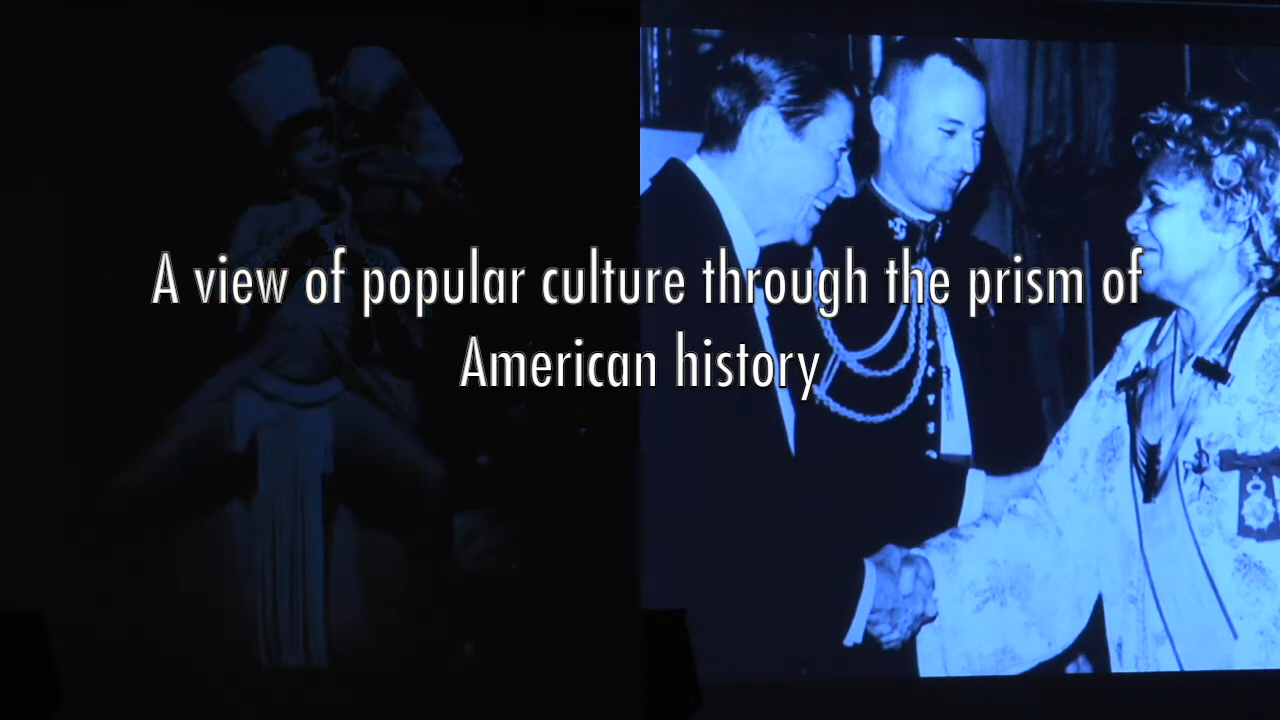 A view of popular culture through the prism of
American history